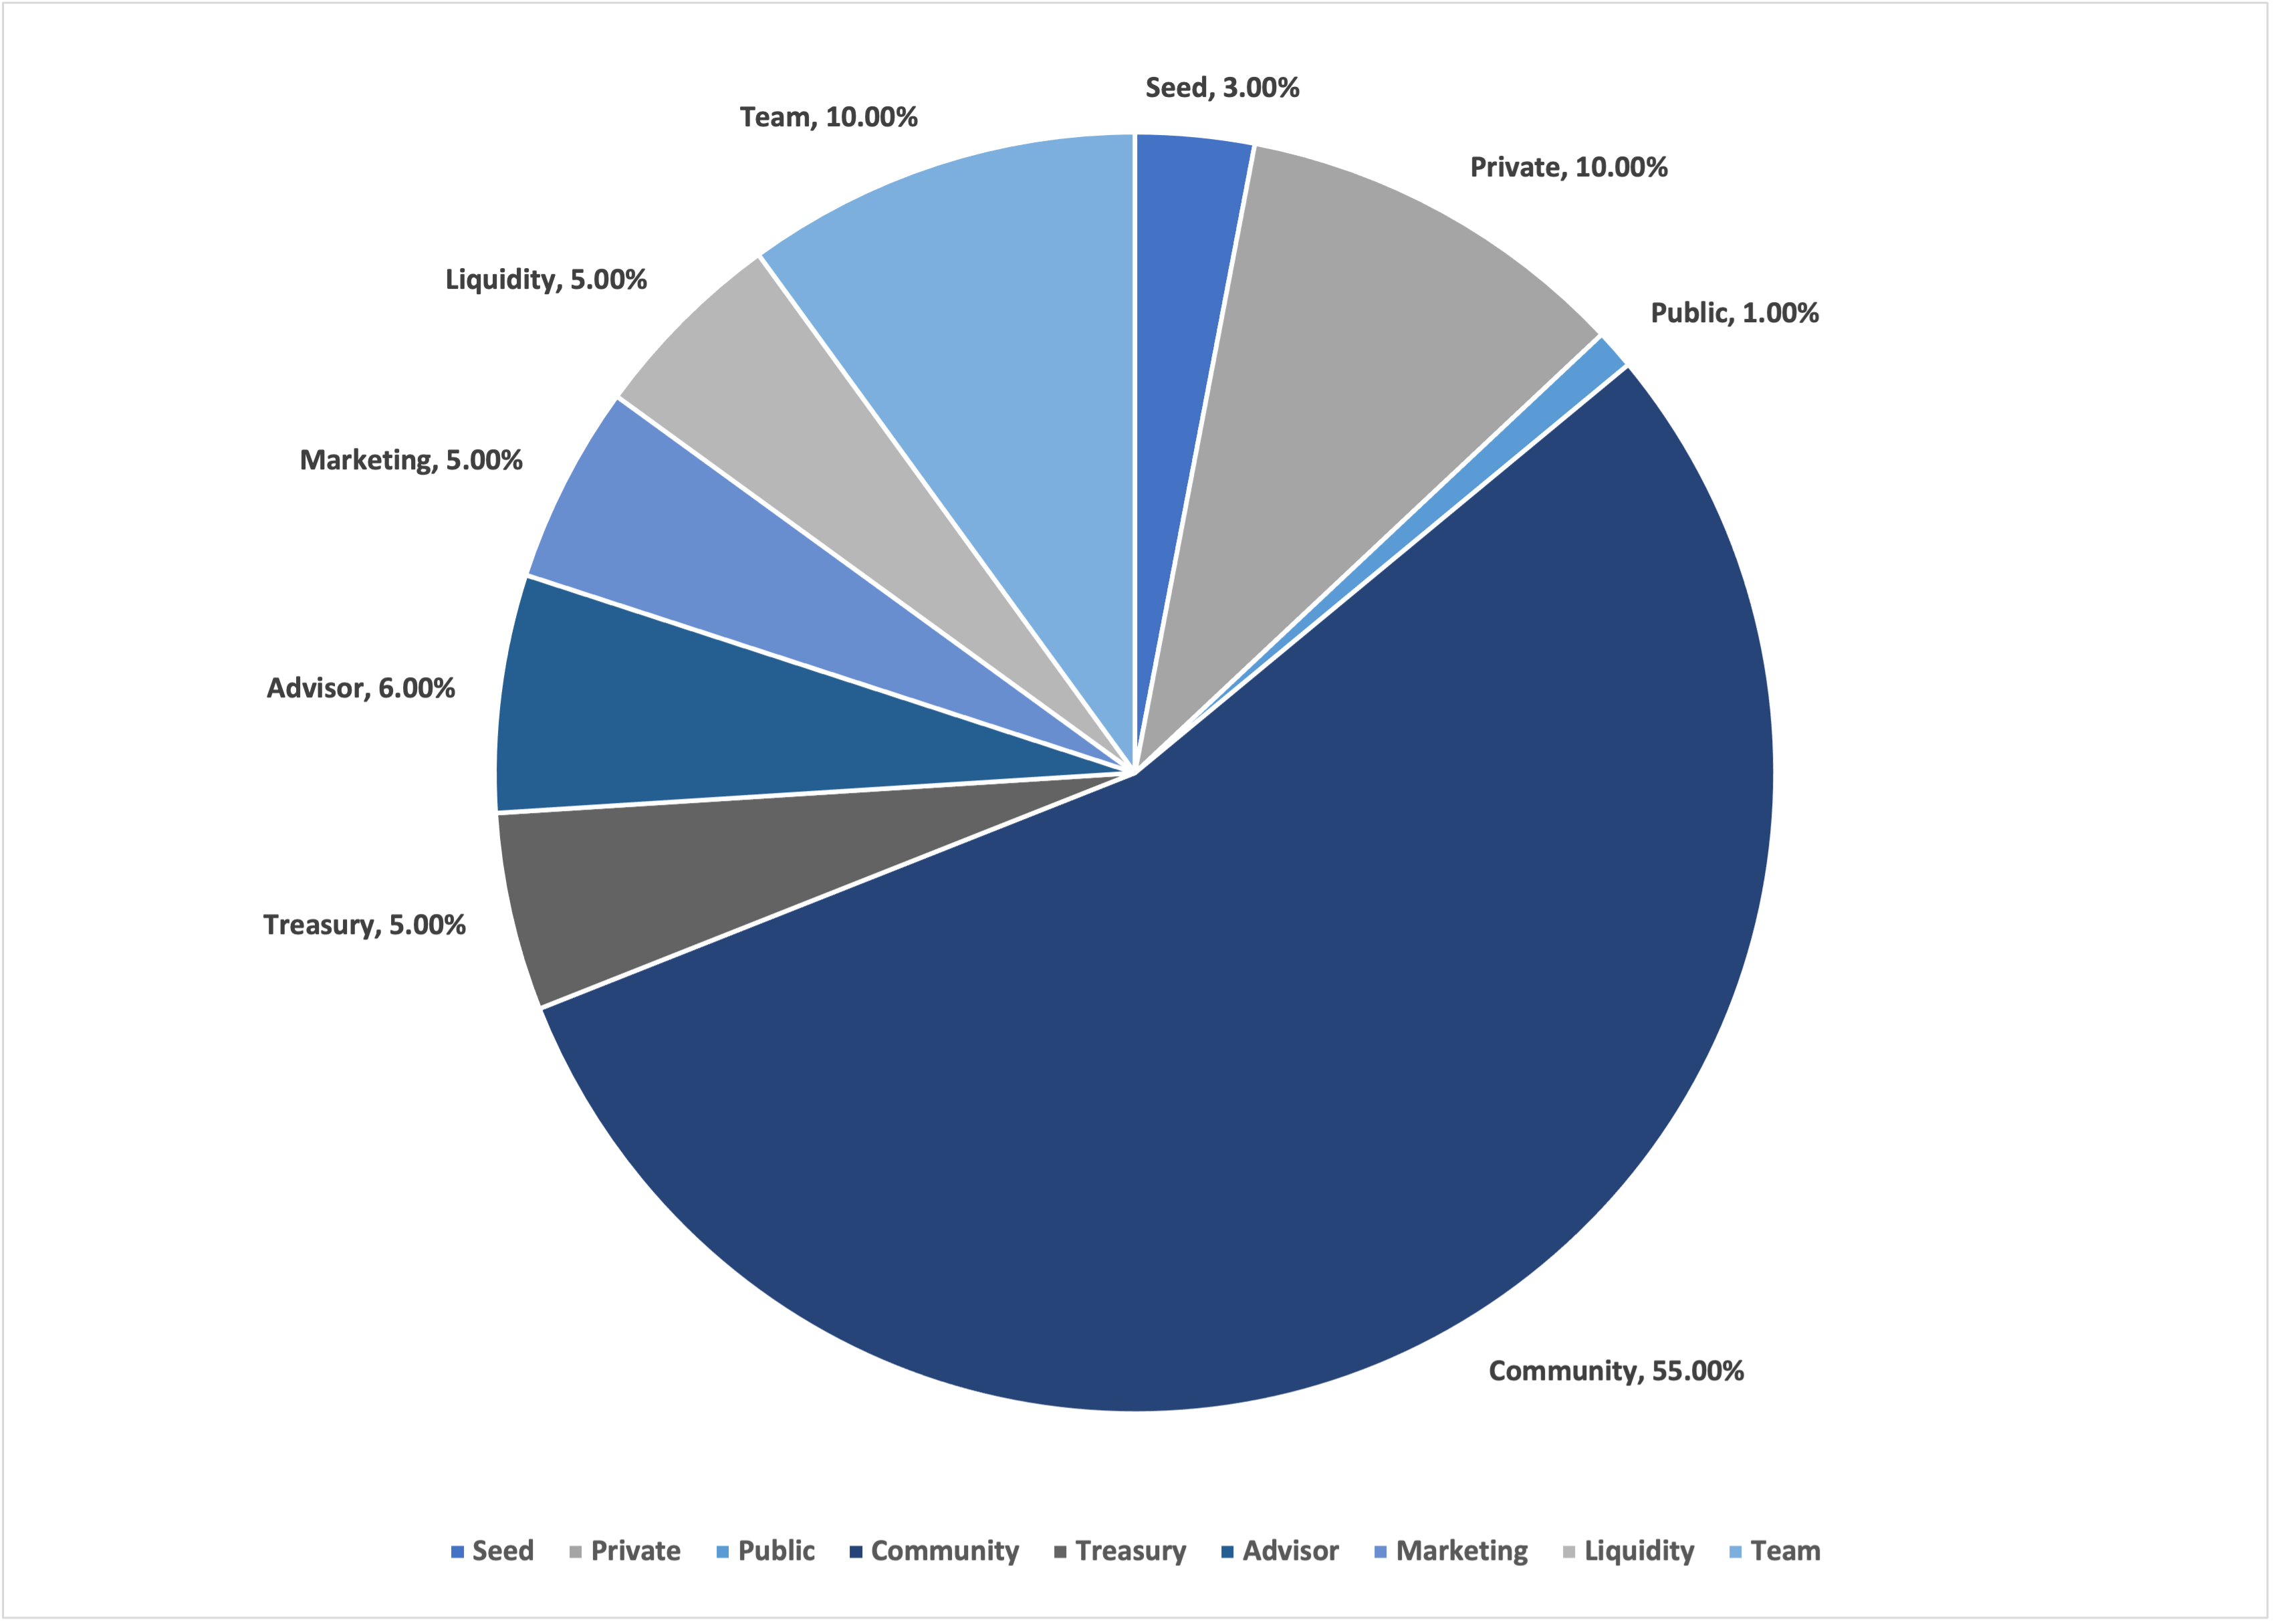 Seed, 3.00%
Team, 10.00%
Private, 10.00%
Liquidity, 5.00%
Public, 1.00%
Marketing, 5.00%
Advisor, 6.00%
Treasury, 5.00%
Community, 55.00%
Seed Private Public Community Treasury Advisor Marketing Liquidity Team